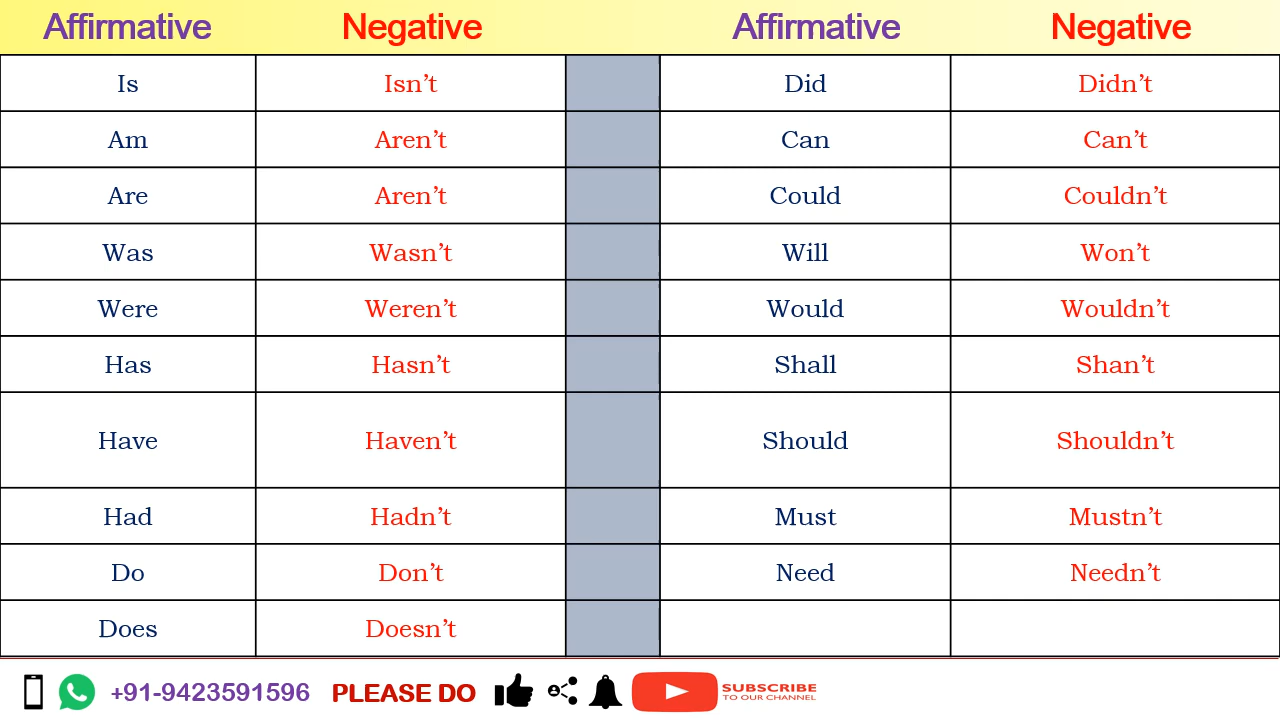 Affirmative Negative Affirmative Negative
Is Isn’t Did Didn’t
Am Aren’t Can Can’t
Are Aren’t Could Couldn’t
Was Wasn’t Will Won’t
Were Weren’t Would Wouldn’t
Has Hasn’t Shall Shan’t
Have Haven’t Should Shouldn’t
Had Hadn’t Must Mustn’t
Do Don’t Need Needn’t
Does Doesn’t
+91-9423591596 PLEASE DO SUBSCRIBE
TO OUR CHANNEL